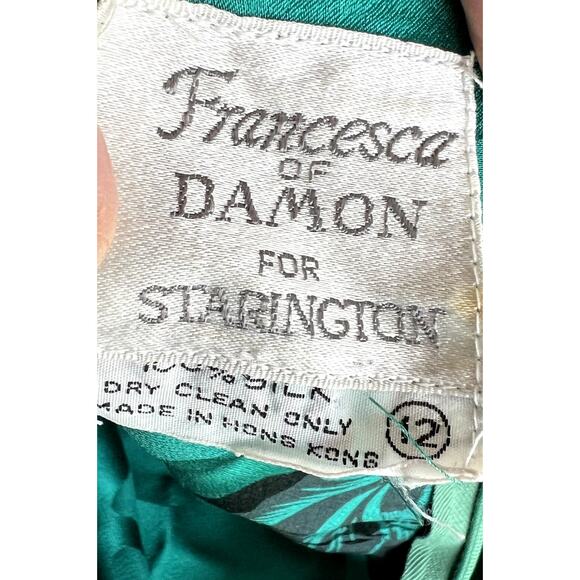 Francesca
OF
DAMON
FOR
STARINGTON
100% SILK
DRY CLEAN ONLY
MADE IN HONG KONG
12